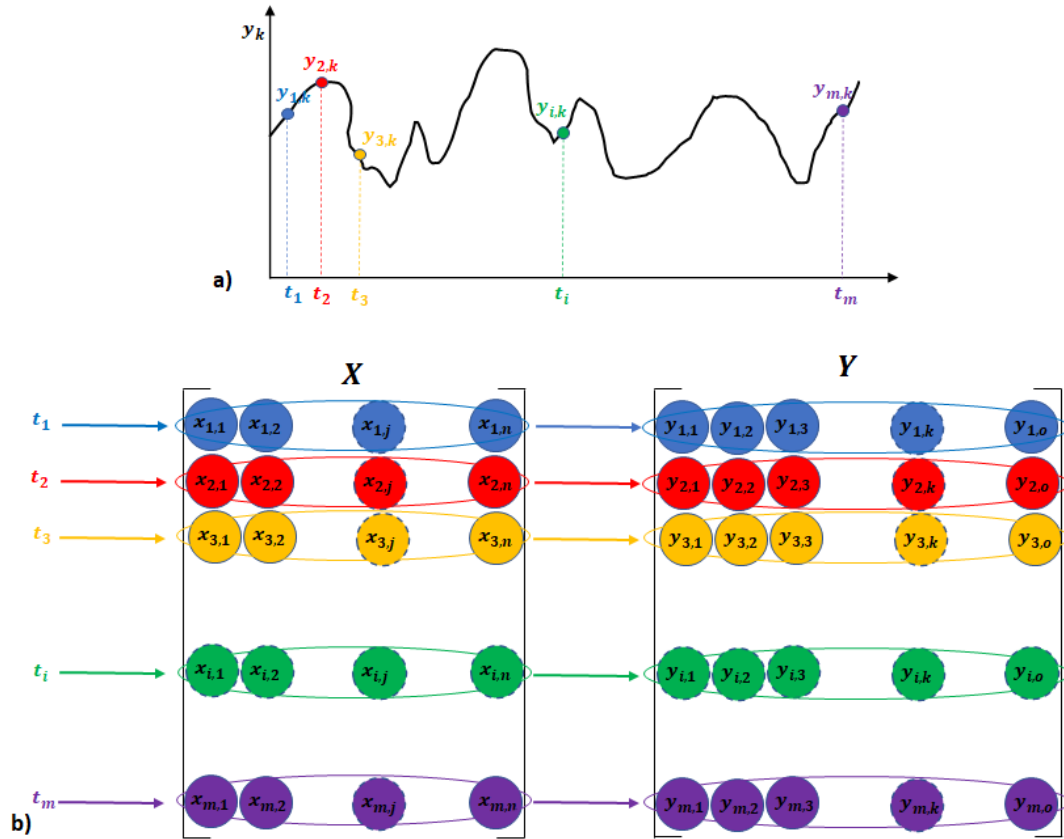 y_k
y_{2,k}
y_{1,k}
y_{3,k}
y_{i,k}
y_{m,k}
a)
t_1 t_2 t_3 t_i t_m
X Y
t_1 x_{1,1} x_{1,2} x_{1,j} x_{1,n} y_{1,1} y_{1,2} y_{1,3} y_{1,k} y_{1,o}
t_2 x_{2,1} x_{2,2} x_{2,j} x_{2,n} y_{2,1} y_{2,2} y_{2,3} y_{2,k} y_{2,o}
t_3 x_{3,1} x_{3,2} x_{3,j} x_{3,n} y_{3,1} y_{3,2} y_{3,3} y_{3,k} y_{3,o}
t_i x_{i,1} x_{i,2} x_{i,j} x_{i,n} y_{i,1} y_{i,2} y_{i,3} y_{i,k} y_{i,o}
t_m x_{m,1} x_{m,2} x_{m,j} x_{m,n} y_{m,1} y_{m,2} y_{m,3} y_{m,k} y_{m,o}
b)